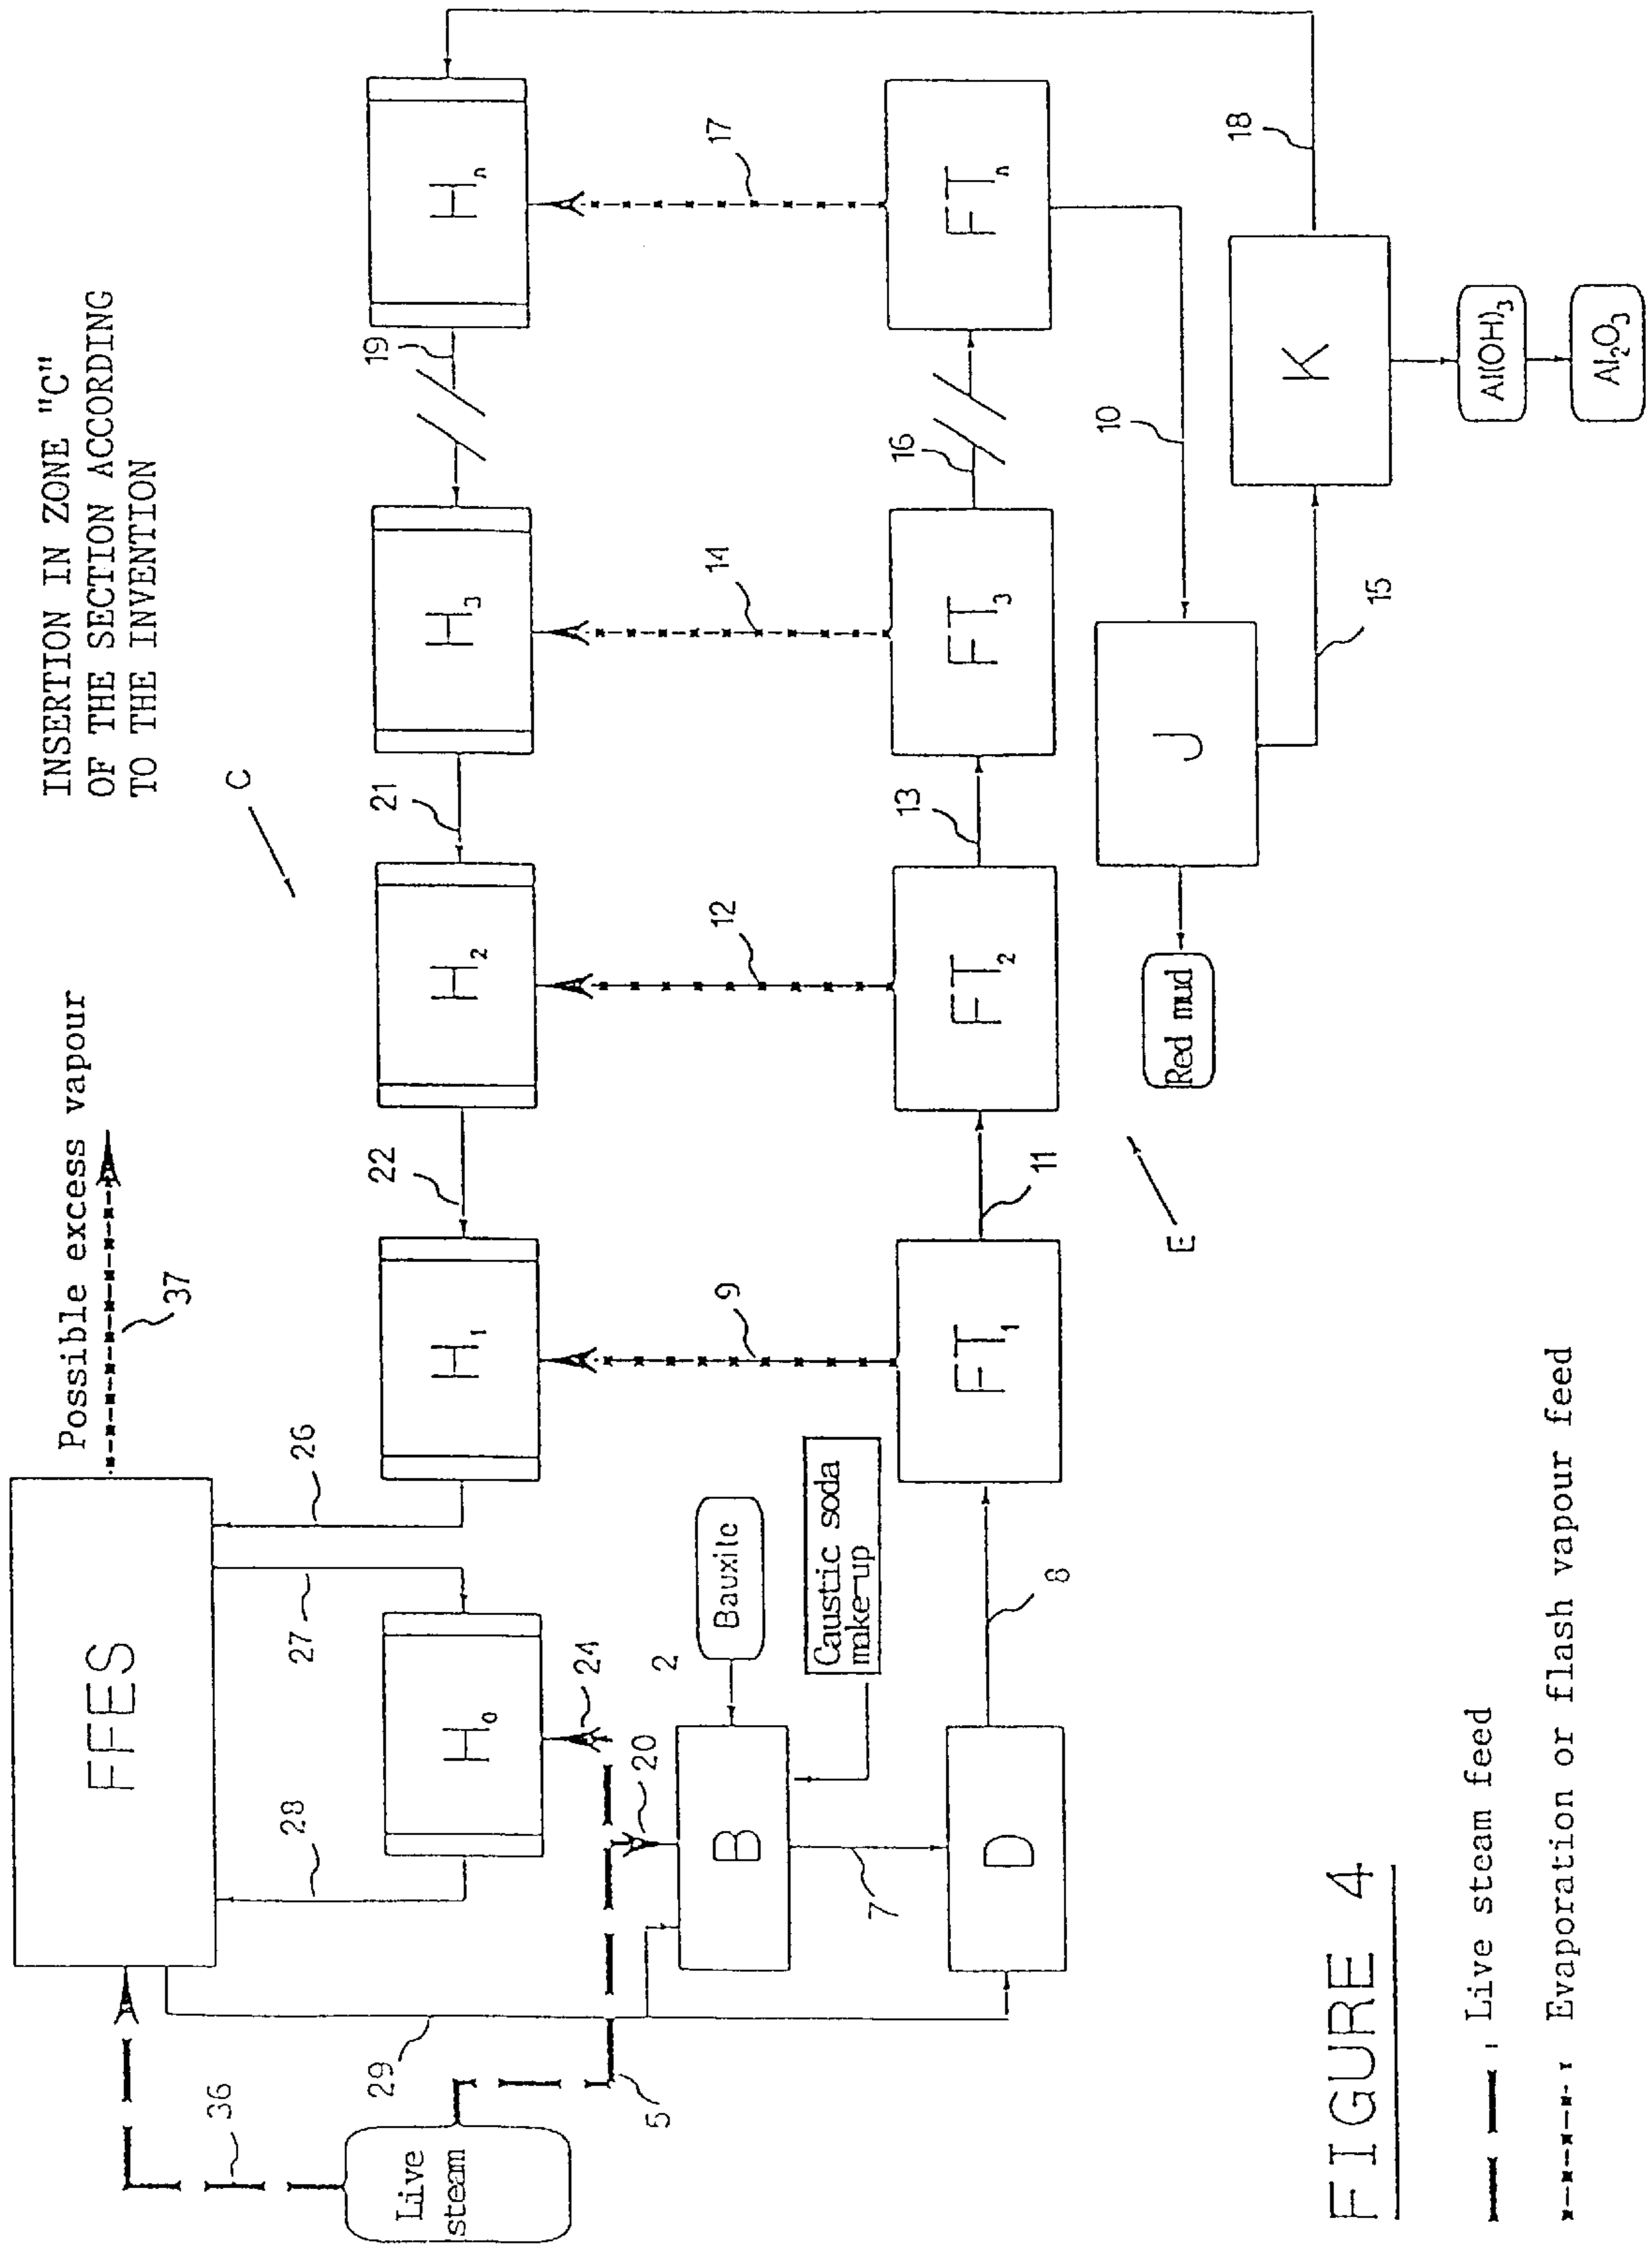 INSERTION IN ZONE "C"
OF THE SECTION ACCORDING
TO THE INVENTION
C
Possible excess vapour
37
FFES
36
Live
steam
5
29
28
27
26
H₀
24
H₁
22
H₂
21
H₃
19
Hₙ
20
2
Bauxite
B
Caustic soda
make-up
7
D
8
9
12
14
17
FT₁
11
FT₂
13
FT₃
16
FTₙ
E
10
Red mud
J
15
K
18
Al(OH)₃
Al₂O₃
FIGURE 4
: Live steam feed
: Evaporation or flash vapour feed